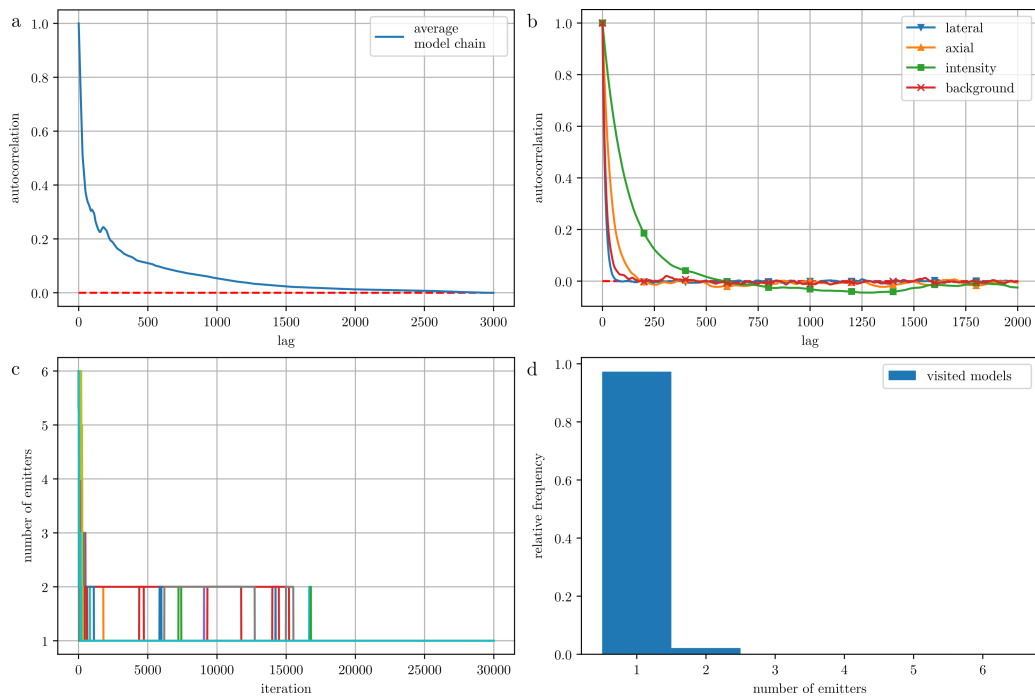 a
1.0
0.8
0.6
0.4
0.2
0.0
autocorrelation
average
model chain
0
500
1000
1500
2000
2500
3000
lag
b
1.0
0.8
0.6
0.4
0.2
0.0
autocorrelation
lateral
axial
intensity
background
0
250
500
750
1000
1250
1500
1750
2000
lag
c
6
5
4
3
2
1
number of emitters
0
5000
10000
15000
20000
25000
30000
iteration
d
1.0
0.8
0.6
0.4
0.2
0.0
relative frequency
visited models
1
2
3
4
5
6
number of emitters